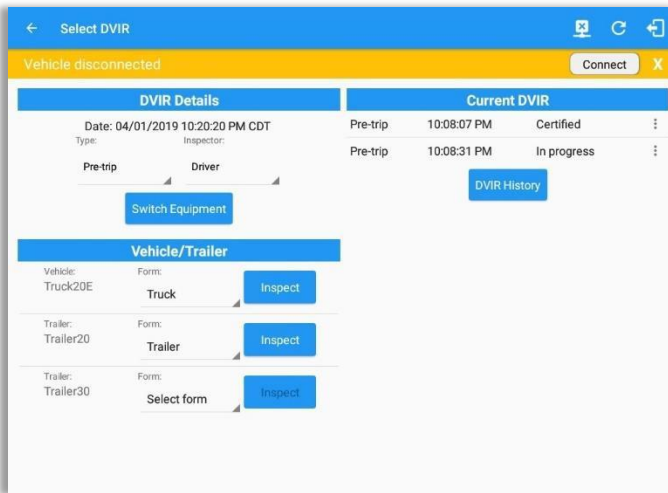 Select DVIR
Vehicle disconnected
Connect
X
DVIR Details
Date: 04/01/2019 10:20:20 PM CDT
Type: Inspector:
Pre-trip Driver
Switch Equipment
Vehicle/Trailer
Vehicle: Form:
Truck20E Truck Inspect
Trailer: Form:
Trailer20 Trailer Inspect
Trailer: Form:
Trailer30 Select form Inspect
Current DVIR
Pre-trip 10:08:07 PM Certified
Pre-trip 10:08:31 PM In progress
DVIR History